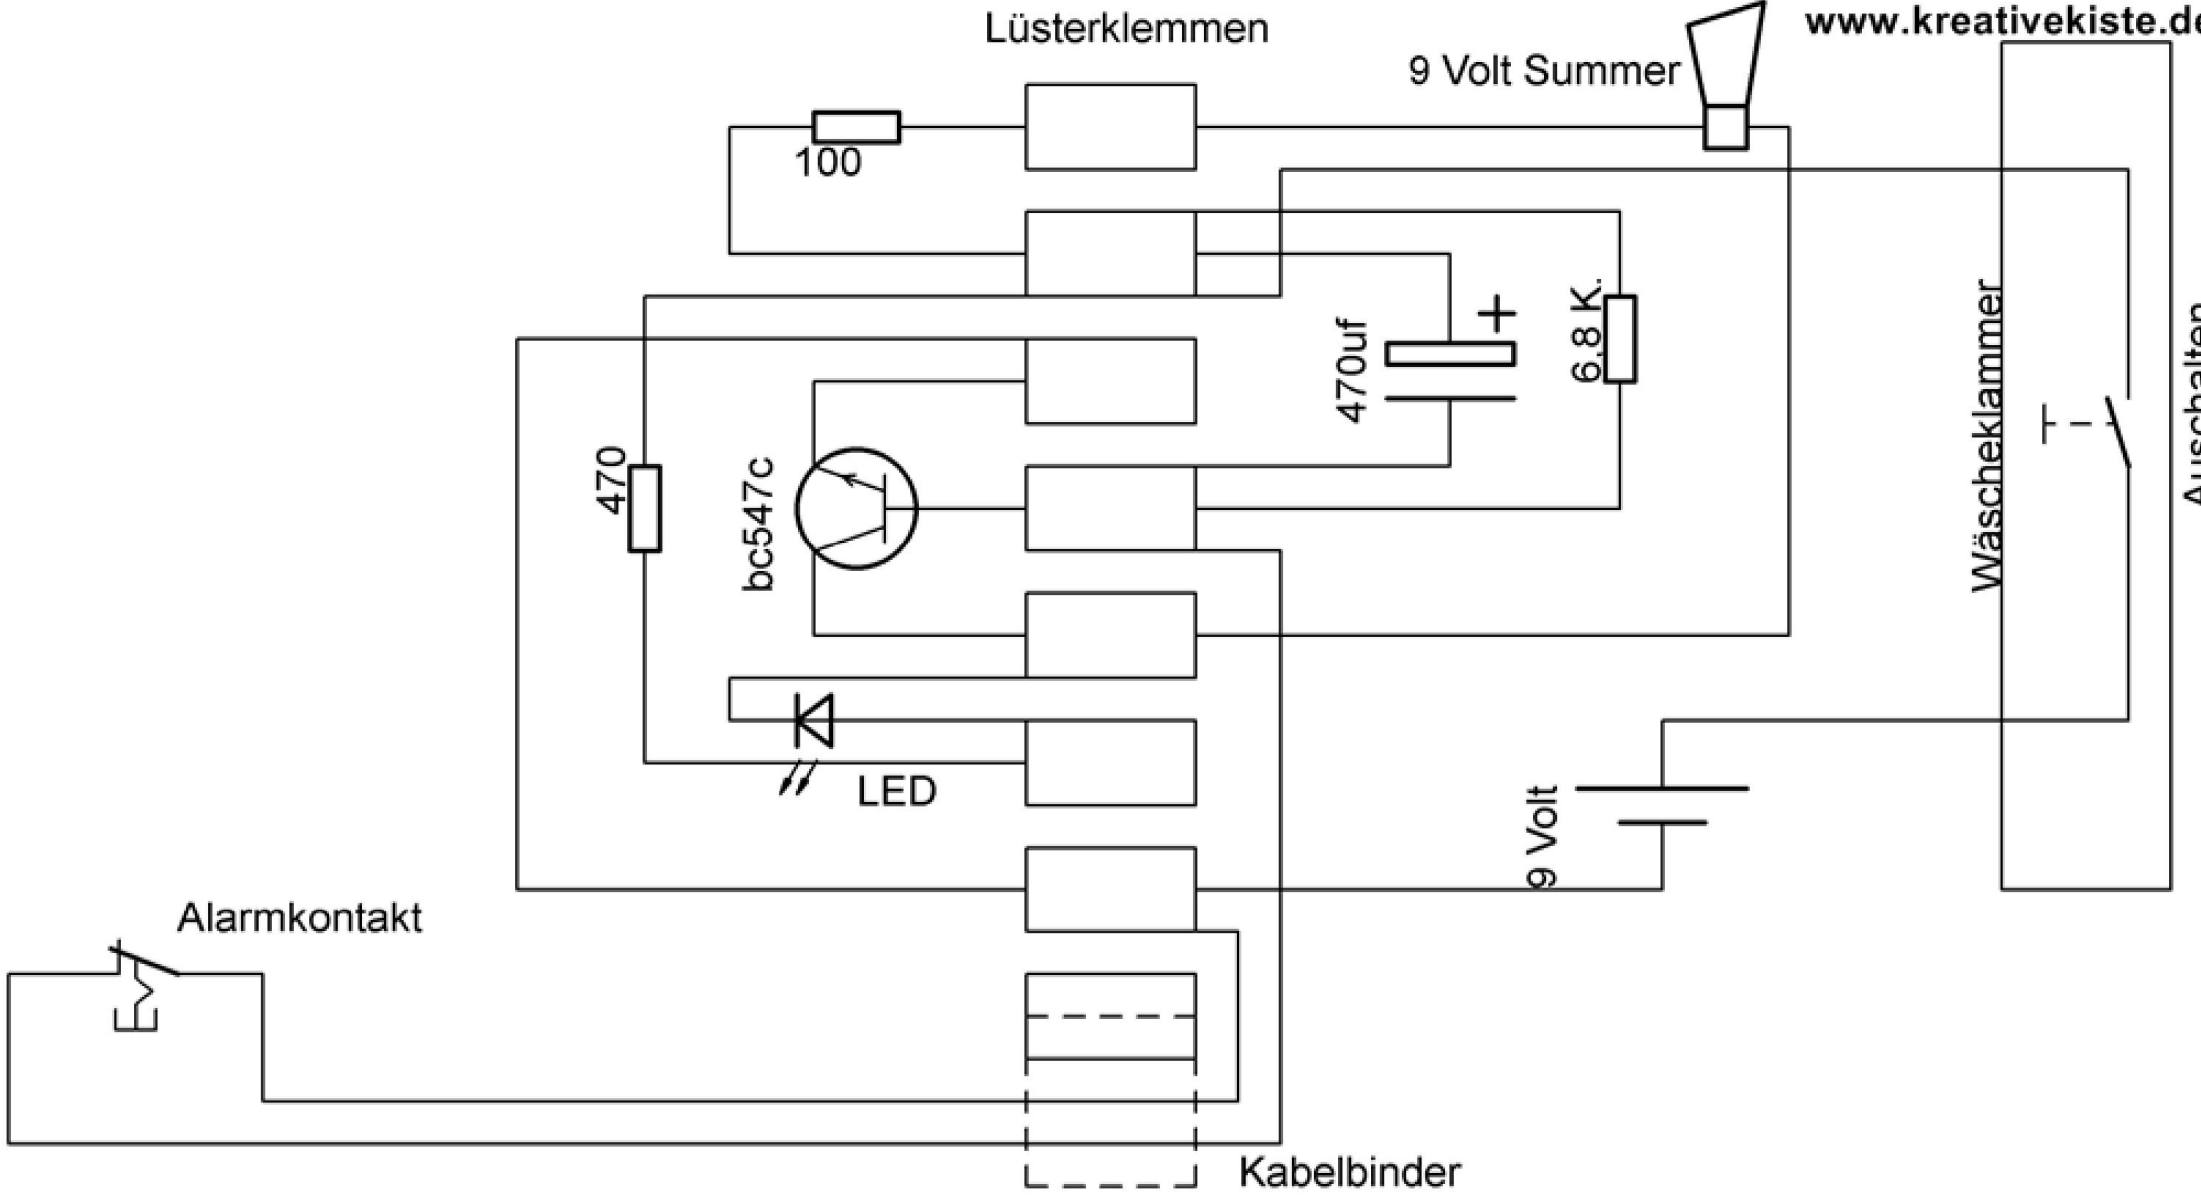 Lüsterklemmen
www.kreativekiste.de
9 Volt Summer
100
470uf
6,8 K.
Wäscheklammer
470
bc547c
LED
9 Volt
Alarmkontakt
Kabelbinder